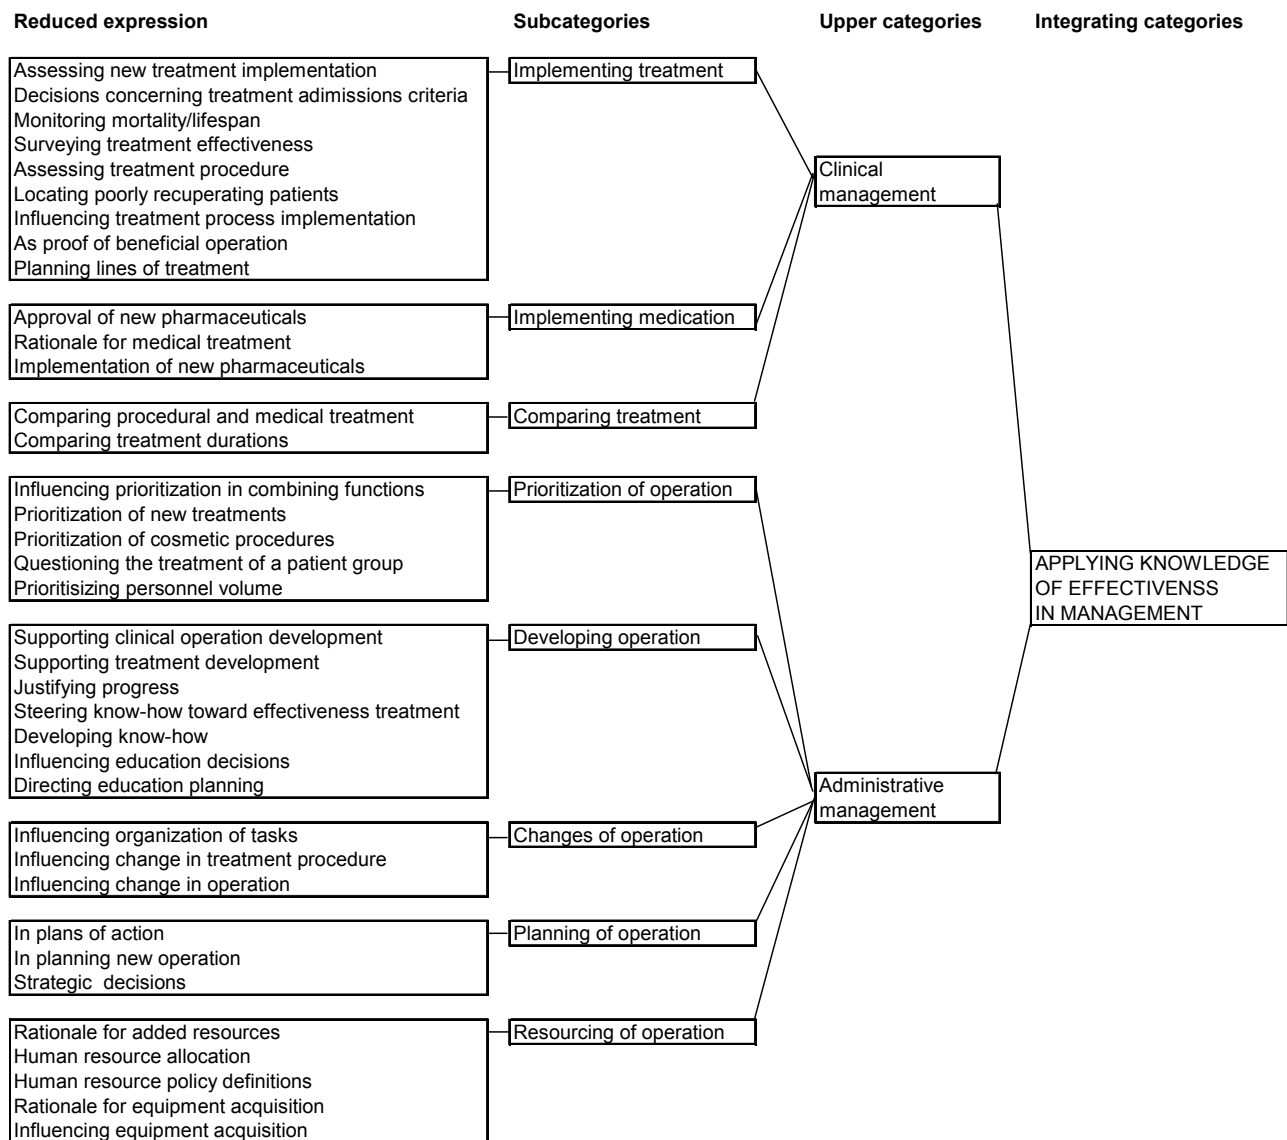 Reduced expression
Subcategories
Upper categories
Integrating categories
Assessing new treatment implementation
Decisions concerning treatment adimissions criteria
Monitoring mortality/lifespan
Surveying treatment effectiveness
Assessing treatment procedure
Locating poorly recuperating patients
Influencing treatment process implementation
As proof of beneficial operation
Planning lines of treatment
Implementing treatment
Clinical
management
Approval of new pharmaceuticals
Rationale for medical treatment
Implementation of new pharmaceuticals
Implementing medication
Comparing procedural and medical treatment
Comparing treatment durations
Comparing treatment
Influencing prioritization in combining functions
Prioritization of new treatments
Prioritization of cosmetic procedures
Questioning the treatment of a patient group
Prioritisizing personnel volume
Prioritization of operation
APPLYING KNOWLEDGE
OF EFFECTIVENSS
IN MANAGEMENT
Supporting clinical operation development
Supporting treatment development
Justifying progress
Steering know-how toward effectiveness treatment
Developing know-how
Influencing education decisions
Directing education planning
Developing operation
Administrative
management
Influencing organization of tasks
Influencing change in treatment procedure
Influencing change in operation
Changes of operation
In plans of action
In planning new operation
Strategic decisions
Planning of operation
Rationale for added resources
Human resource allocation
Human resource policy definitions
Rationale for equipment acquisition
Influencing equipment acquisition
Resourcing of operation